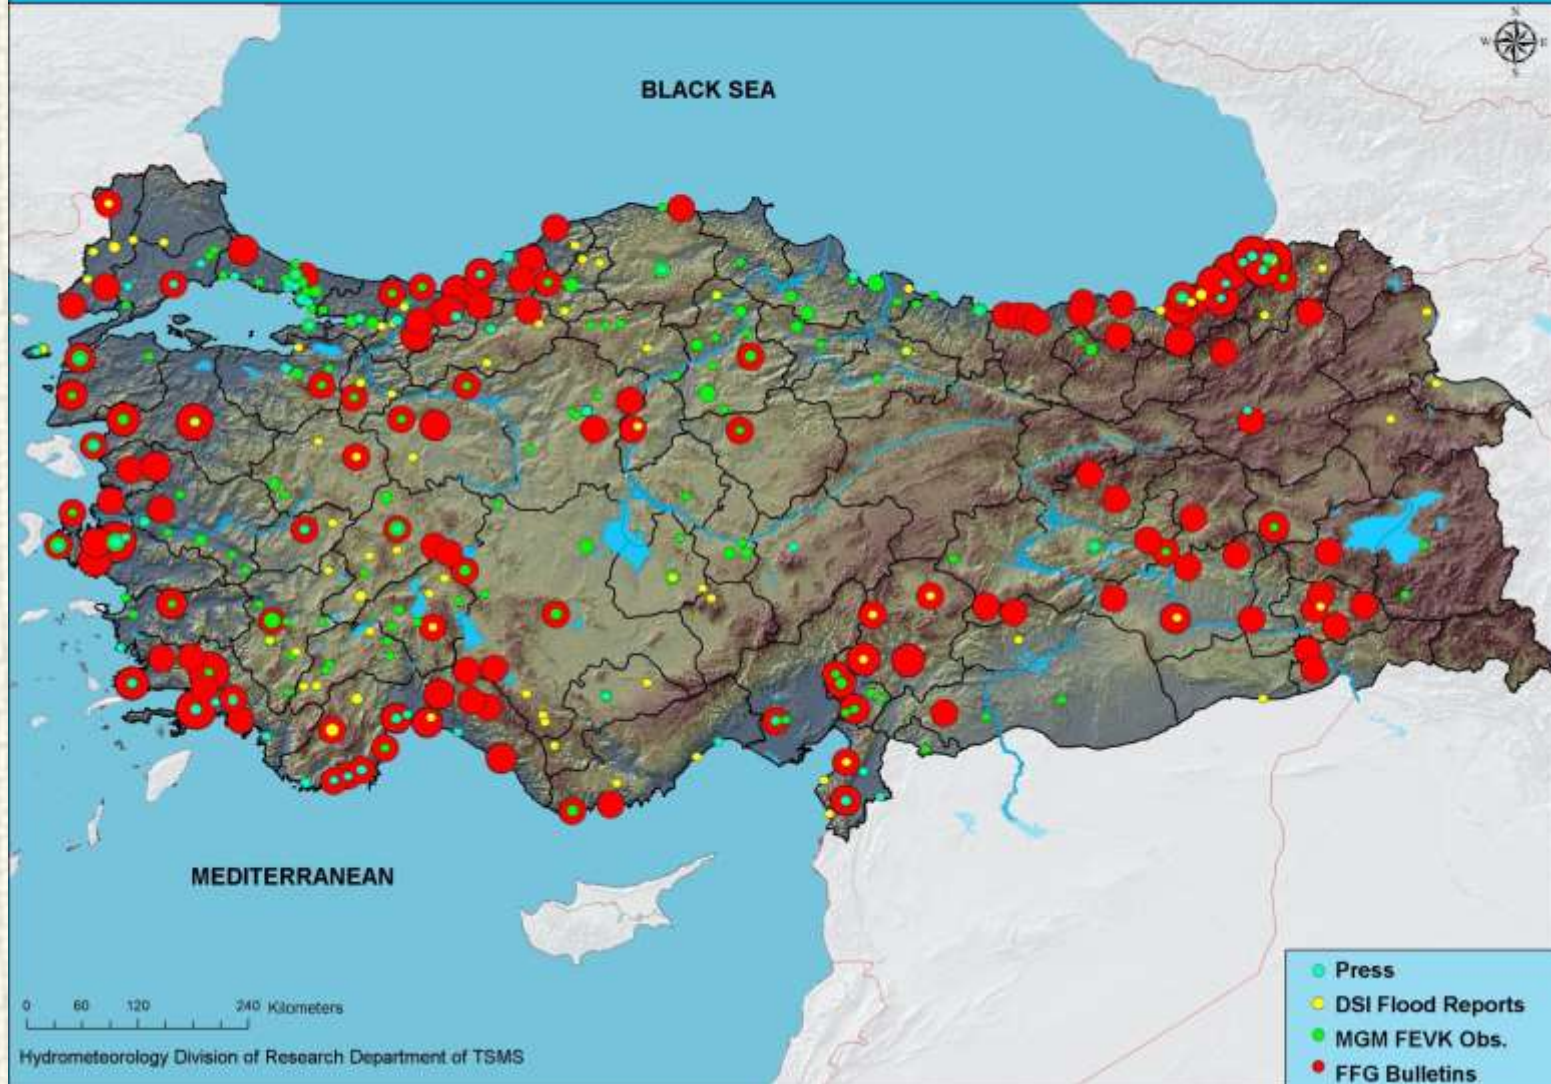 N
W E
S
BLACK SEA
MEDITERRANEAN
0 60 120 240 Kilometers
Hydrometeorology Division of Research Department of TSMS
Press
DSI Flood Reports
MGM FEVK Obs.
FFG Bulletins